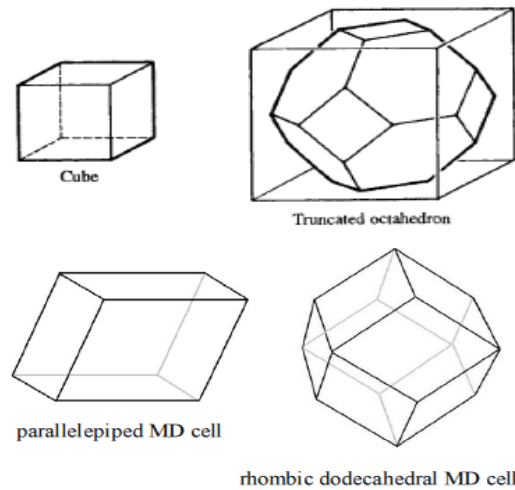 Cube
Truncated octahedron
parallelepiped MD cell
rhombic dodecahedral MD cell